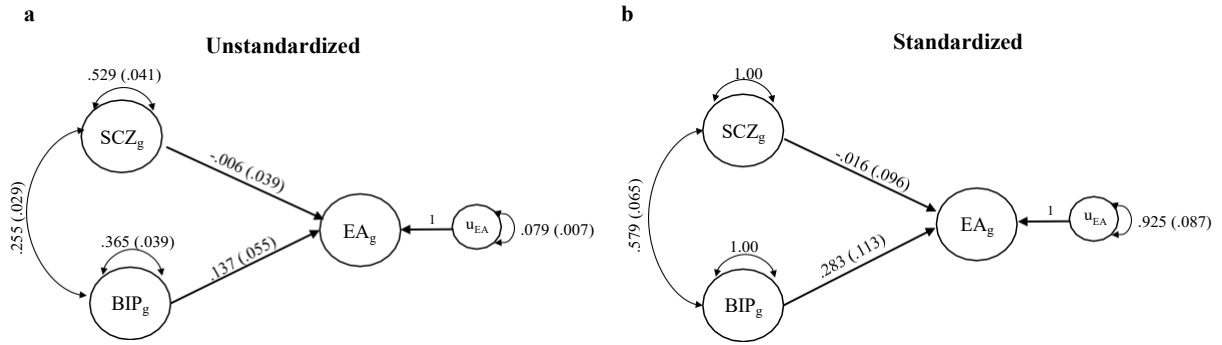 a
Unstandardized
.529 (.041)
SCZg
-.006 (.039)
.255 (.029)
EAg
1
uEA
.079 (.007)
.365 (.039)
.137 (.055)
BIPg
b
Standardized
1.00
SCZg
-.016 (.096)
.579 (.065)
EAg
1
uEA
.925 (.087)
1.00
.283 (.113)
BIPg